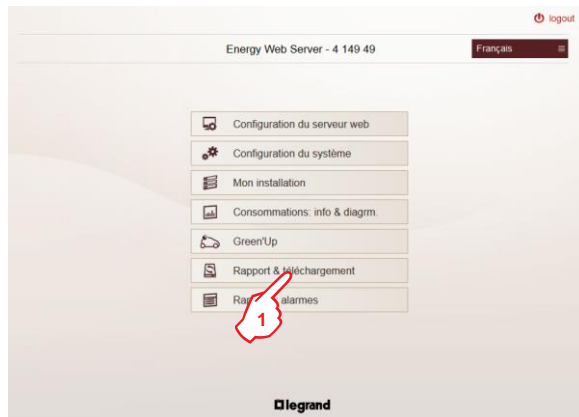 logout
Energy Web Server - 4 149 49
Français
Configuration du serveur web
Configuration du système
Mon installation
Consommations: info & diagrm.
Green'Up
Rapport & téléchargement
alarmes
1
legrand